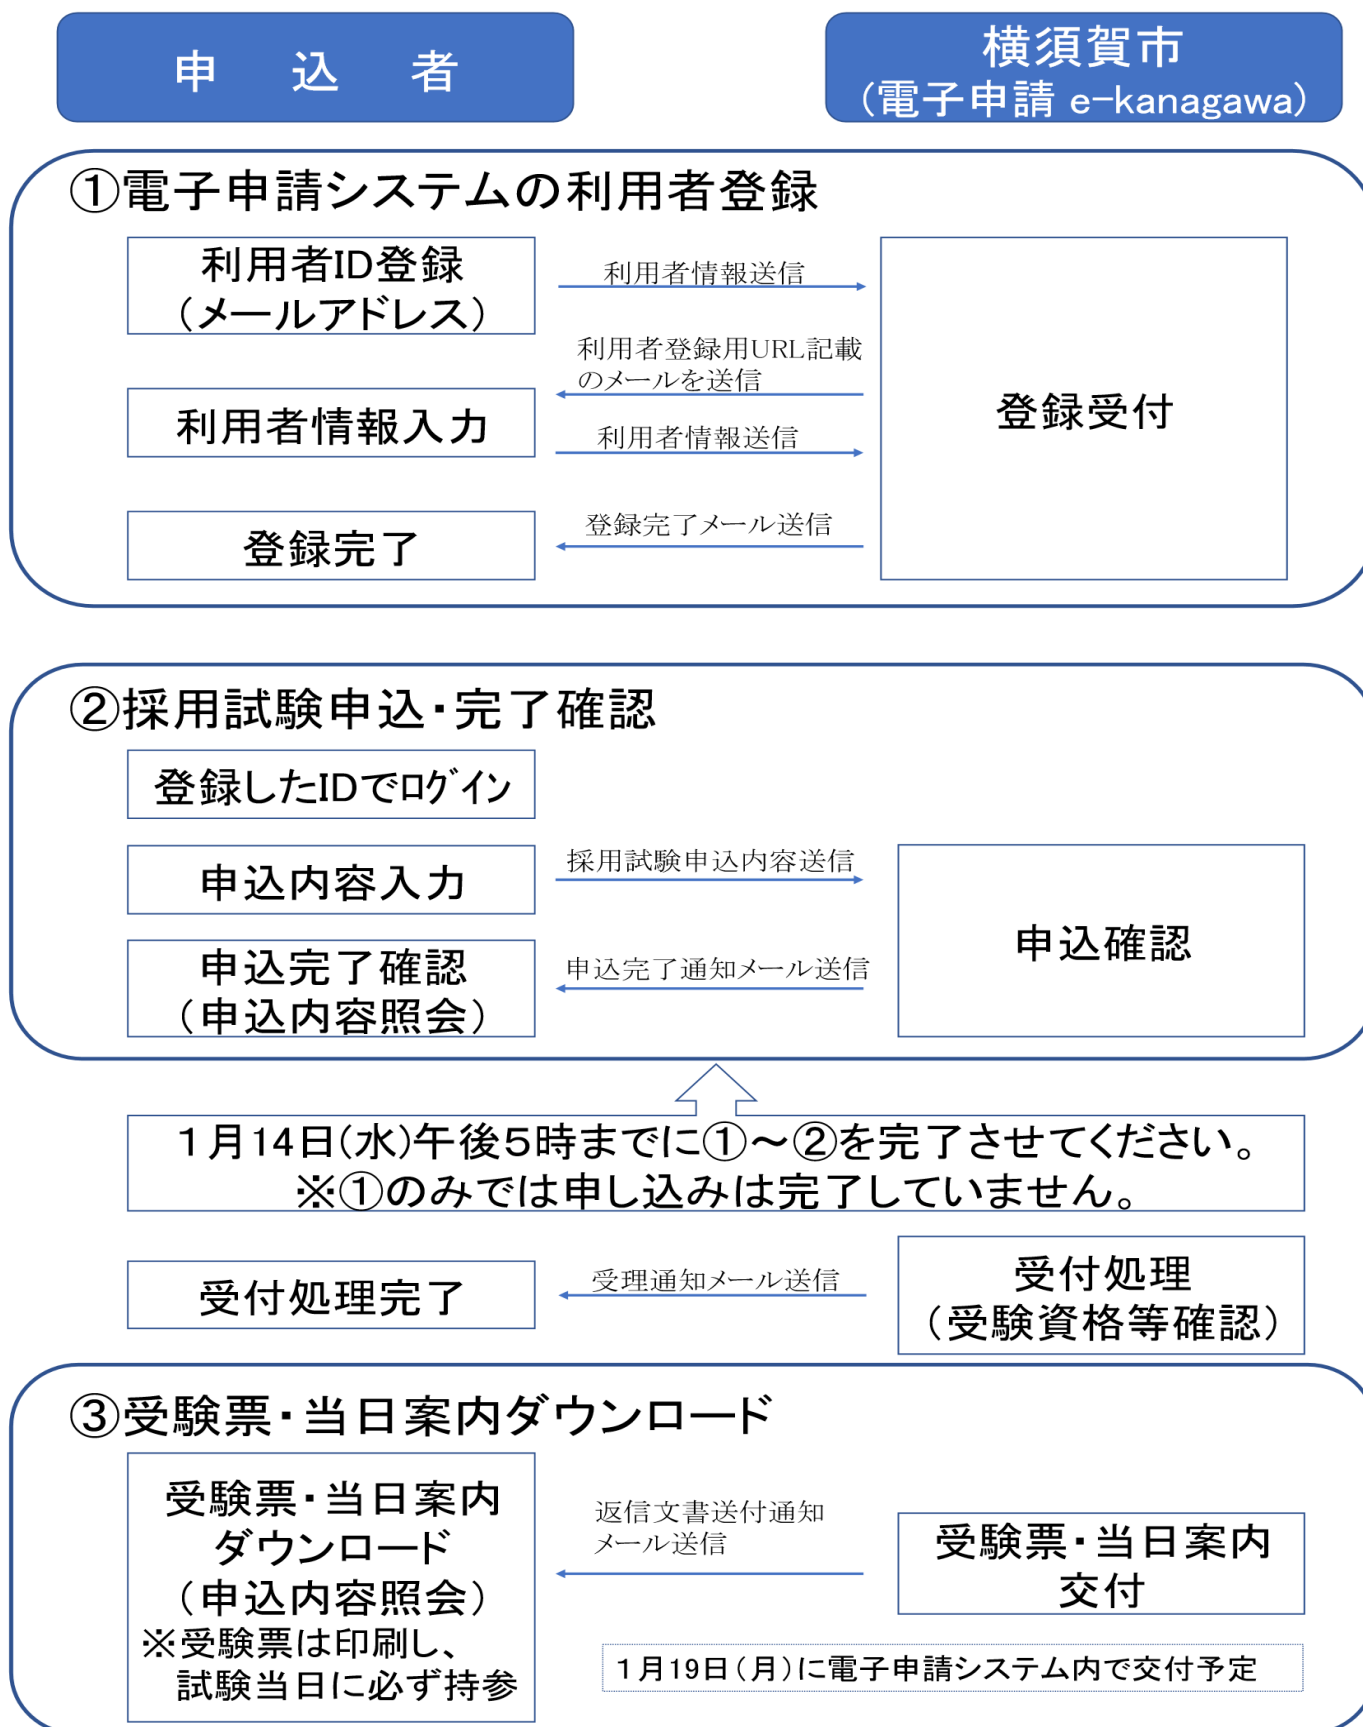 申　込　者
横須賀市
（電子申請 e-kanagawa）
①電子申請システムの利用者登録
利用者ID登録
（メールアドレス）
利用者情報送信
利用者登録用URL記載
のメールを送信
利用者情報入力
利用者情報送信
登録完了メール送信
登録完了
登録受付
②採用試験申込・完了確認
登録したIDでﾛｸﾞｲﾝ
申込内容入力
採用試験申込内容送信
申込完了確認
（申込内容照会）
申込完了通知メール送信
申込確認
１月14日(水)午後５時までに①～②を完了させてください。
※①のみでは申し込みは完了していません。
受付処理完了
受理通知メール送信
受付処理
（受験資格等確認）
③受験票・当日案内ダウンロード
受験票・当日案内
ダウンロード
（申込内容照会）
※受験票は印刷し、
試験当日に必ず持参
返信文書送付通知
メール送信
受験票・当日案内
交付
１月19日（月）に電子申請システム内で交付予定